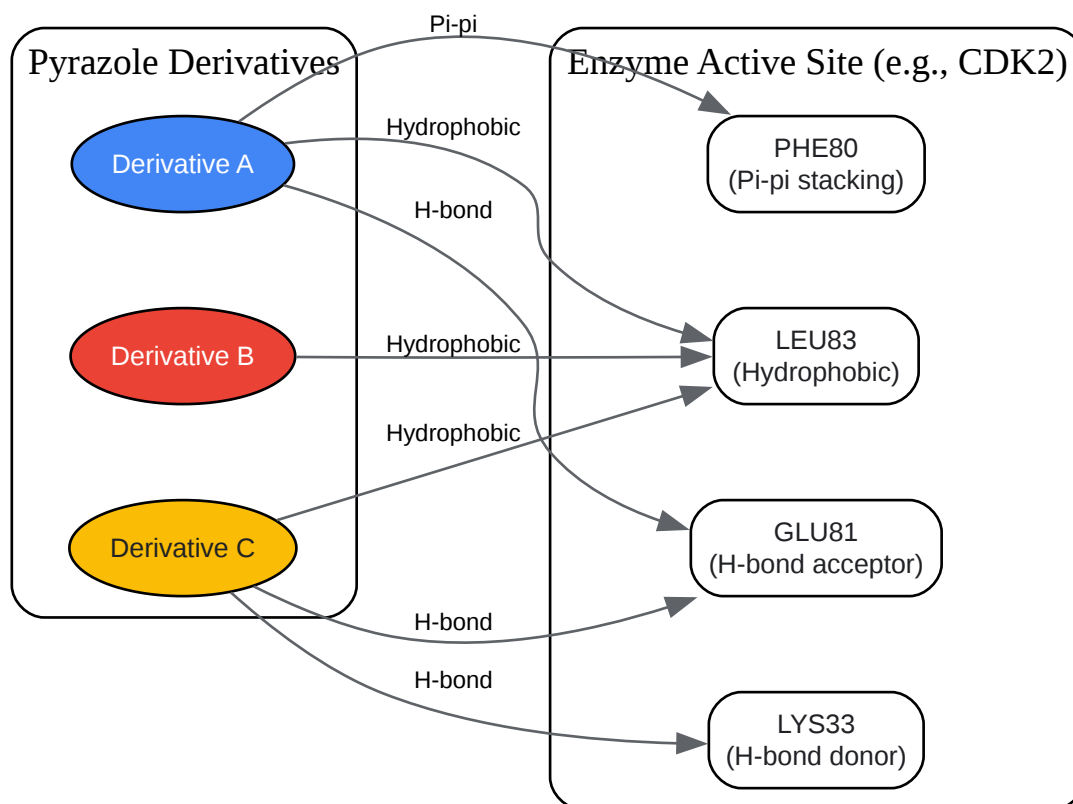 Pi-pi
Pyrazole Derivatives
Enzyme Active Site (e.g., CDK2)
Derivative A
Hydrophobic
PHE80
(Pi-pi stacking)
H-bond
Derivative B
Hydrophobic
LEU83
(Hydrophobic)
Hydrophobic
Derivative C
GLU81
(H-bond acceptor)
H-bond
H-bond
LYS33
(H-bond donor)